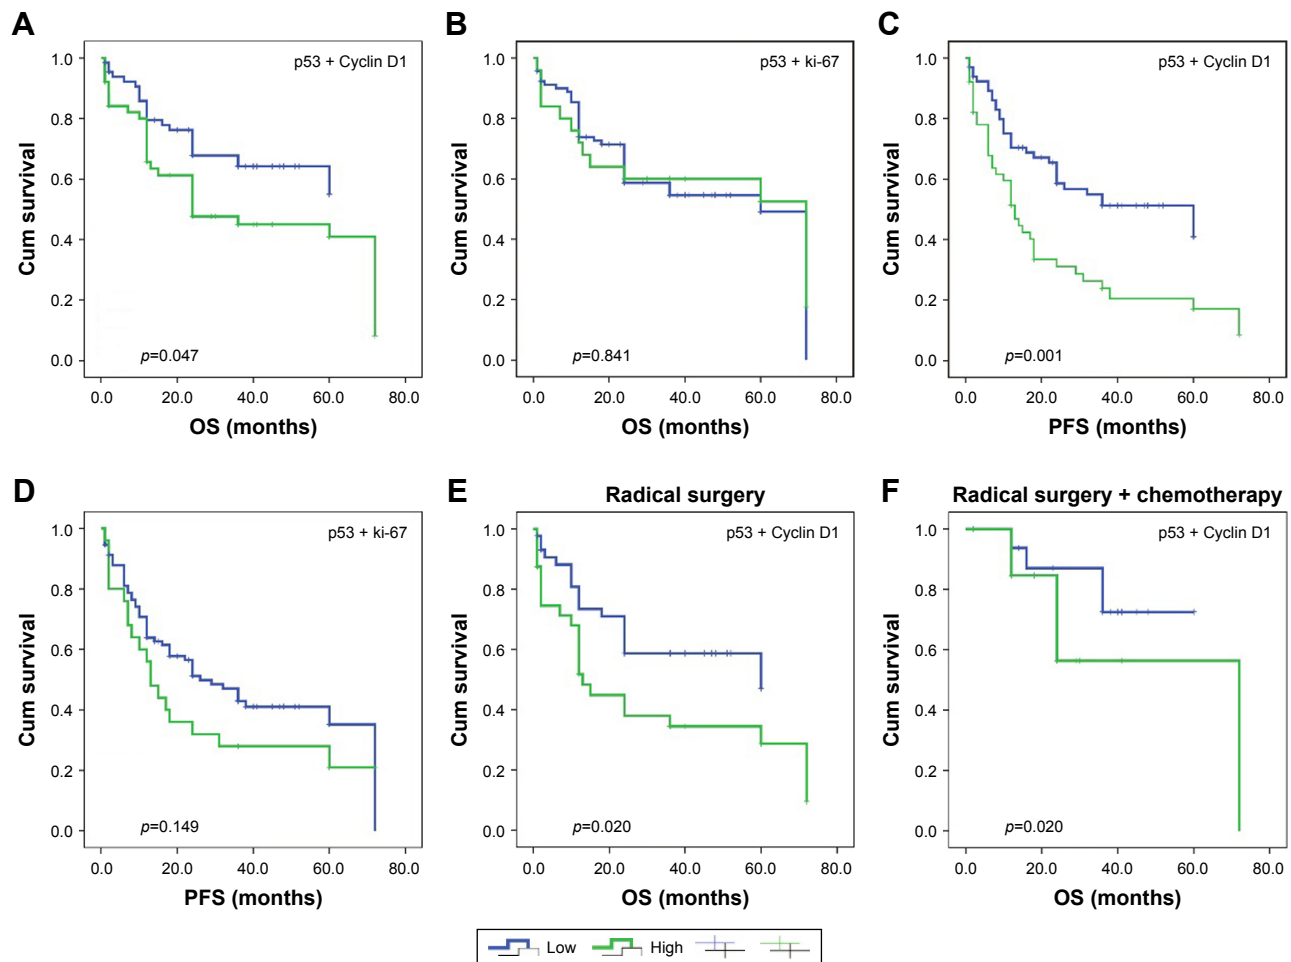 A
p53 + Cyclin D1
1.0
0.8
0.6
0.4
0.2
0.0
Cum survival
p=0.047
0.0 20.0 40.0 60.0 80.0
OS (months)
B
p53 + ki-67
1.0
0.8
0.6
0.4
0.2
0.0
Cum survival
p=0.841
0.0 20.0 40.0 60.0 80.0
OS (months)
C
p53 + Cyclin D1
1.0
0.8
0.6
0.4
0.2
0.0
Cum survival
p=0.001
0.0 20.0 40.0 60.0 80.0
PFS (months)
D
p53 + ki-67
1.0
0.8
0.6
0.4
0.2
0.0
Cum survival
p=0.149
0.0 20.0 40.0 60.0 80.0
PFS (months)
E
Radical surgery
p53 + Cyclin D1
1.0
0.8
0.6
0.4
0.2
0.0
Cum survival
p=0.020
0.0 20.0 40.0 60.0 80.0
OS (months)
F
Radical surgery + chemotherapy
p53 + Cyclin D1
1.0
0.8
0.6
0.4
0.2
0.0
Cum survival
p=0.020
0.0 20.0 40.0 60.0 80.0
OS (months)
Low High